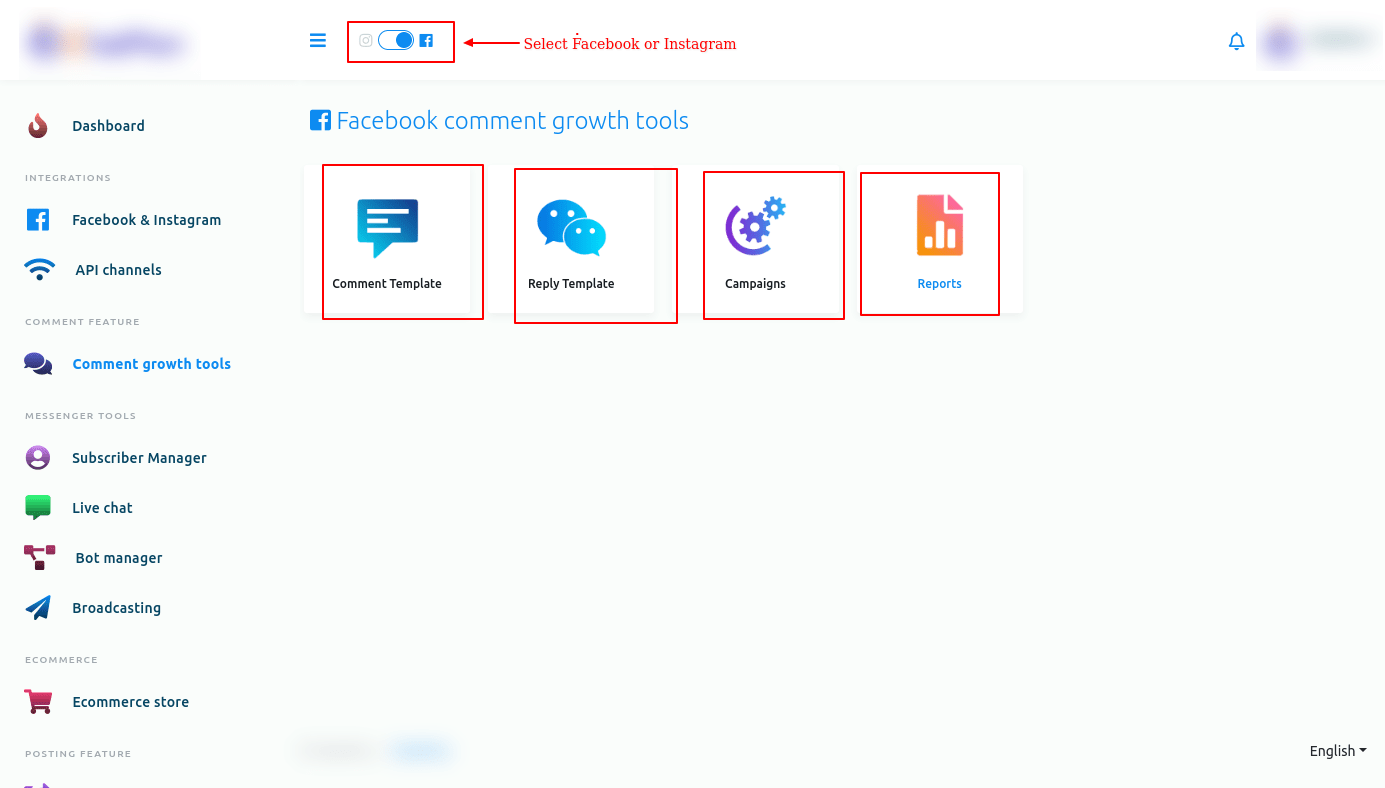 Select Facebook or Instagram
Dashboard
INTEGRATIONS
Facebook & Instagram
API channels
COMMENT FEATURE
Comment growth tools
MESSENGER TOOLS
Subscriber Manager
Live chat
Bot manager
Broadcasting
ECOMMERCE
Ecommerce store
POSTING FEATURE
Facebook comment growth tools
Comment Template
Reply Template
Campaigns
Reports
English